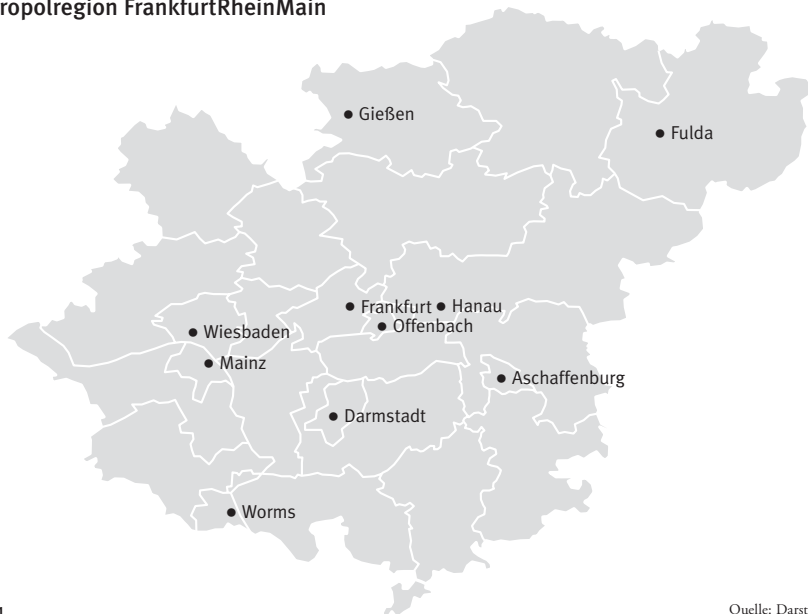 ropolregion FrankfurtRheinMain
Gießen
Fulda
Frankfurt
Hanau
Offenbach
Wiesbaden
Mainz
Aschaffenburg
Darmstadt
Worms
Quelle: Darst